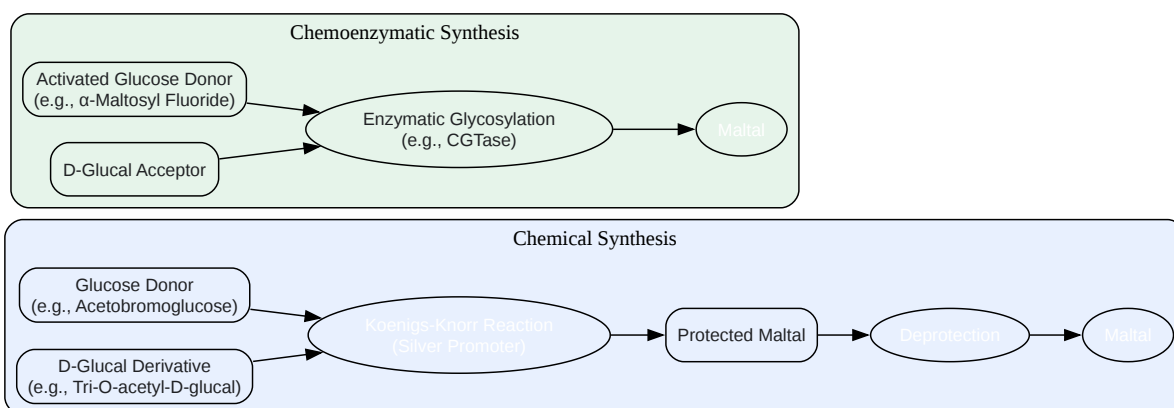 Chemoenzymatic Synthesis
Activated Glucose Donor
(e.g., α-Maltosyl Fluoride)
D-Glucal Acceptor
Enzymatic Glycosylation
(e.g., CGTase)
Maltal
Chemical Synthesis
Glucose Donor
(e.g., Acetobromoglucose)
D-Glucal Derivative
(e.g., Tri-O-acetyl-D-glucal)
Koenigs-Knorr Reaction
(Silver Promoter)
Protected Maltal
Deprotection
Maltal